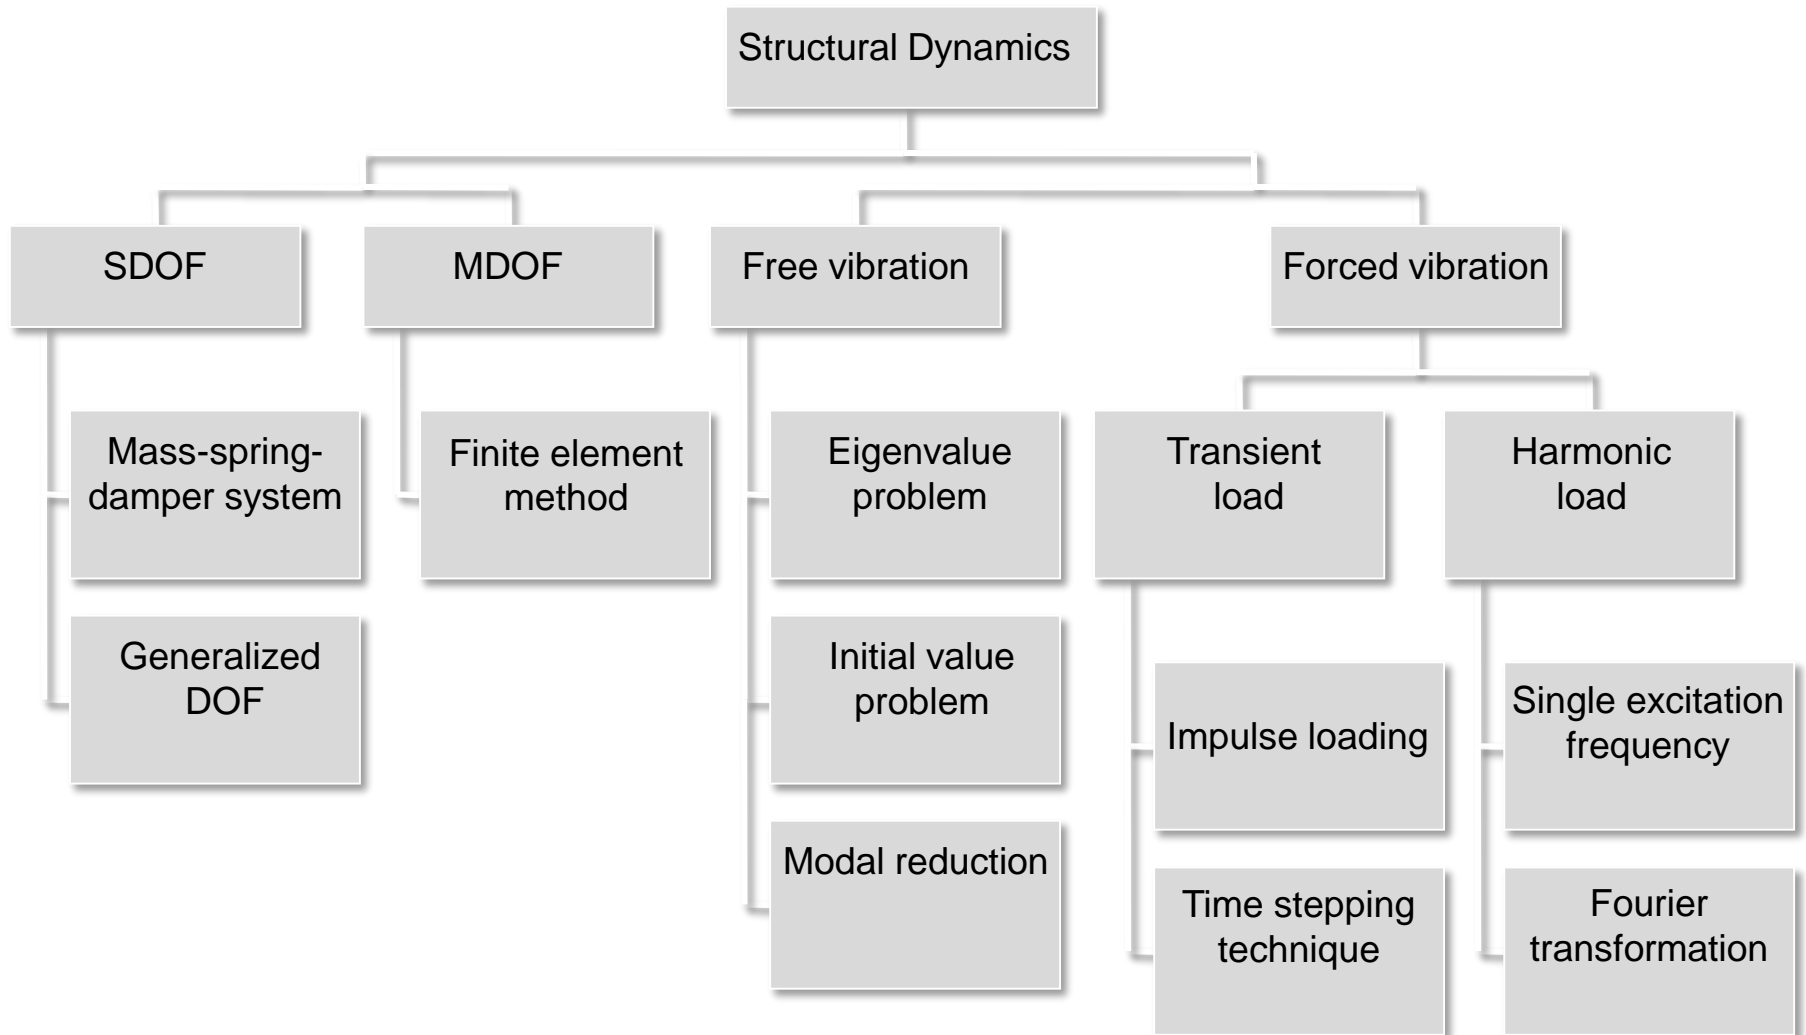 Structural Dynamics
SDOF
MDOF
Free vibration
Forced vibration
Mass-spring-
damper system
Finite element
method
Eigenvalue
problem
Transient
load
Harmonic
load
Generalized
DOF
Initial value
problem
Impulse loading
Single excitation
frequency
Modal reduction
Time stepping
technique
Fourier
transformation